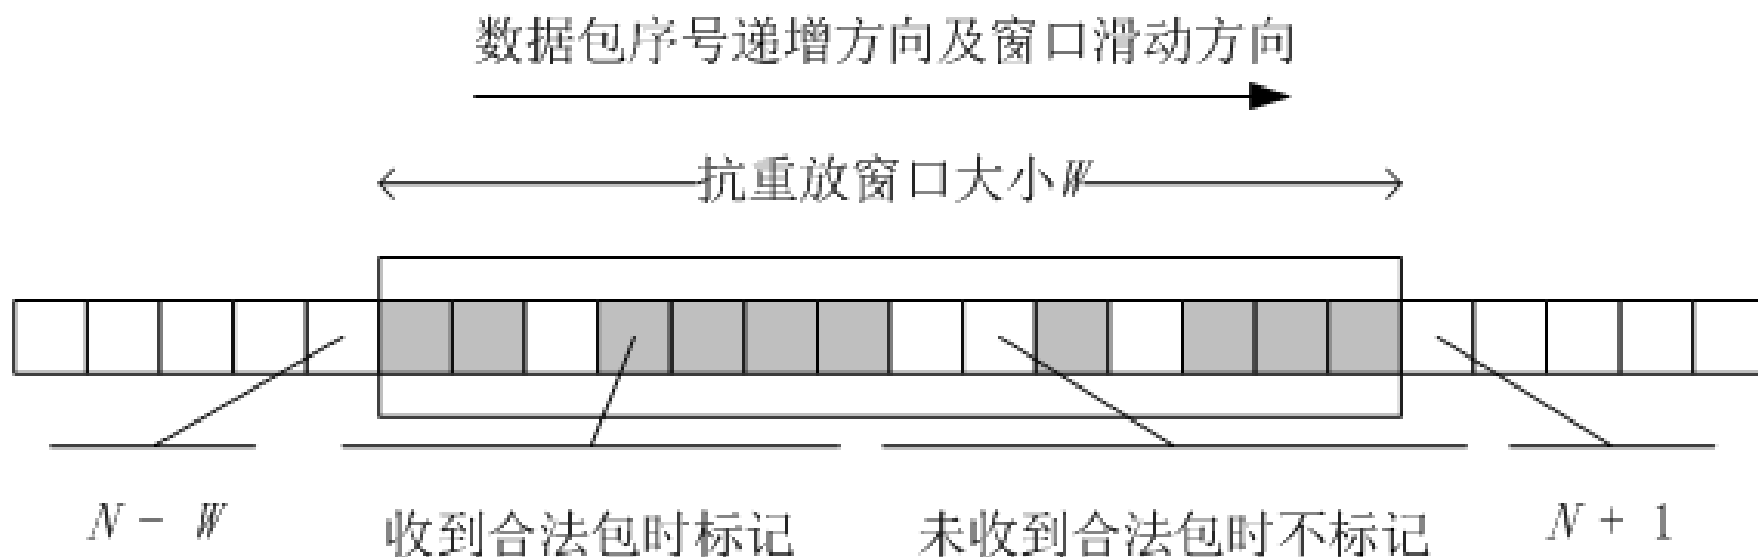 数据包序号递增方向及窗口滑动方向
抗重放窗口大小W
N - W
收到合法包时标记
未收到合法包时不标记
N + 1